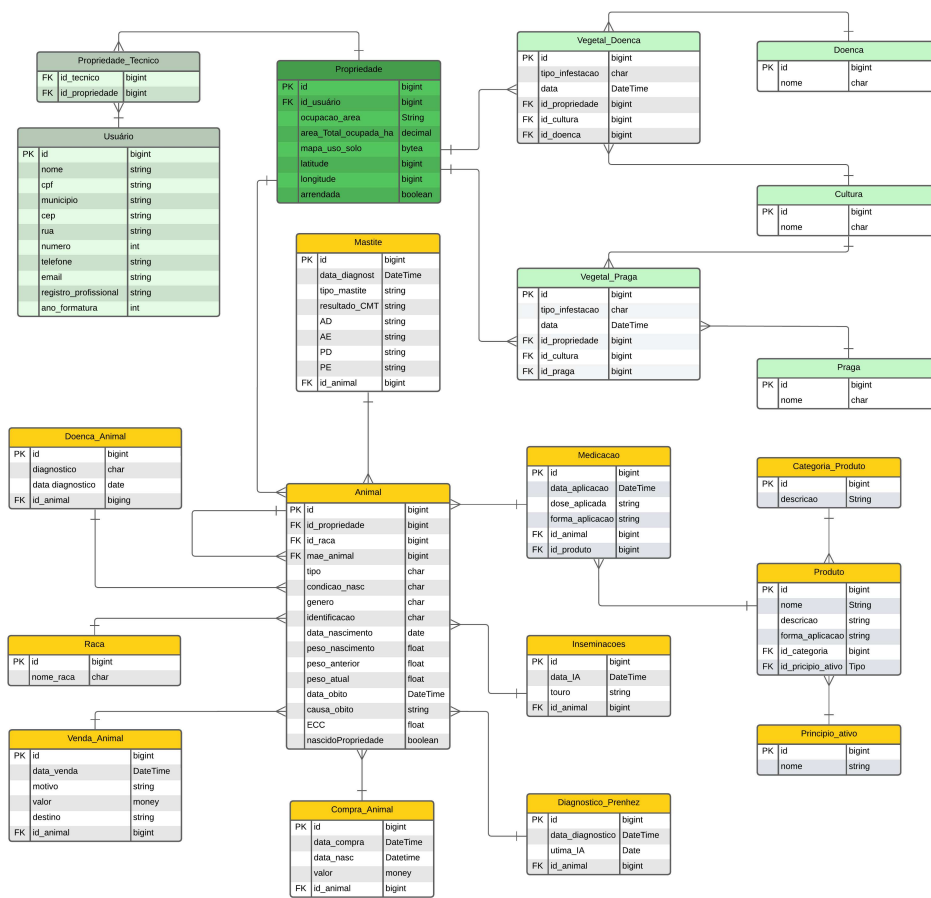 Propriedade_Tecnico
FK id_tecnico bigint
FK id_propriedade bigint
Usuário
PK id bigint
nome string
cpf string
municipio string
cep string
rua string
numero int
telefone string
email string
registro_profissional string
ano_formatura int
Propriedade
PK id bigint
FK id_usuário bigint
ocupacao_area String
area_Total_ocupada_ha decimal
mapa_uso_solo bytea
latitude bigint
longitude bigint
arrendada boolean
Vegetal_Doenca
PK id bigint
tipo_infestacao char
data DateTime
FK id_propriedade bigint
FK id_cultura bigint
FK id_doenca bigint
Doenca
PK id bigint
nome char
Cultura
PK id bigint
nome char
Vegetal_Praga
PK id bigint
tipo_infestacao char
data DateTime
FK id_propriedade bigint
FK id_cultura bigint
FK id_praga bigint
Praga
PK id bigint
nome char
Mastite
PK id bigint
data_diagnost DateTime
tipo_mastite string
resultado_CMT string
AD string
AE string
PD string
PE string
FK id_animal bigint
Doenca_Animal
PK id bigint
diagnostico char
data diagnostico date
FK id_animal biging
Animal
PK id bigint
FK id_propriedade bigint
FK id_raca bigint
FK mae_animal bigint
tipo char
condicao_nasc char
genero char
identificacao char
data_nascimento date
peso_nascimento float
peso_anterior float
peso_atual float
data_obito DateTime
causa_obito string
ECC float
nascidoPropriedade boolean
Medicacao
PK id bigint
data_aplicacao DateTime
dose_aplicada string
forma_aplicacao string
FK id_animal bigint
FK id_produto bigint
Categoria_Produto
PK id bigint
descricao String
Produto
PK id bigint
nome String
descricao string
forma_aplicacao string
FK id_categoria bigint
FK id_pricipio_ativo Tipo
Raca
PK id bigint
nome_raca char
Inseminacoes
PK id bigint
data_IA DateTime
touro string
FK id_animal bigint
Venda_Animal
PK id bigint
data_venda DateTime
motivo string
valor money
destino string
FK id_animal bigint
Principio_ativo
PK id bigint
nome string
Compra_Animal
PK id bigint
data_compra DateTime
data_nasc Datetime
valor money
FK id_animal bigint
Diagnostico_Prenhez
PK id bigint
data_diagnostico DateTime
utima_IA Date
FK id_animal bigint